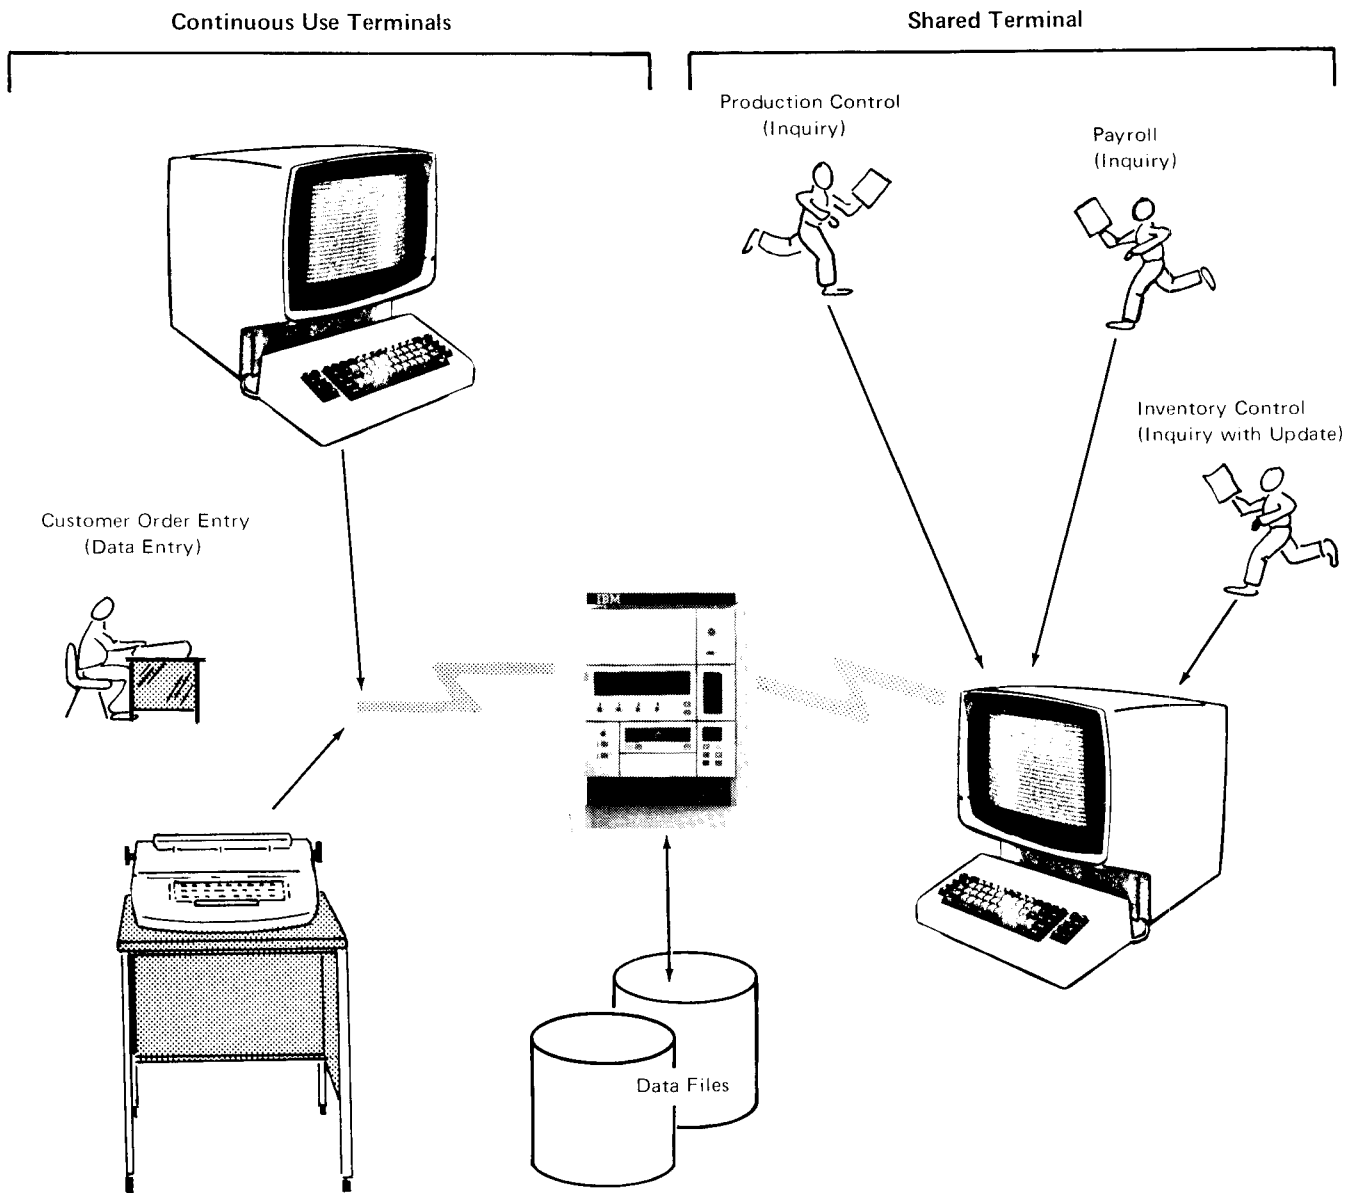 Continuous Use Terminals
Shared Terminal
Production Control
(Inquiry)
Payroll
(Inquiry)
Inventory Control
(Inquiry with Update)
Customer Order Entry
(Data Entry)
IBM
Data Files